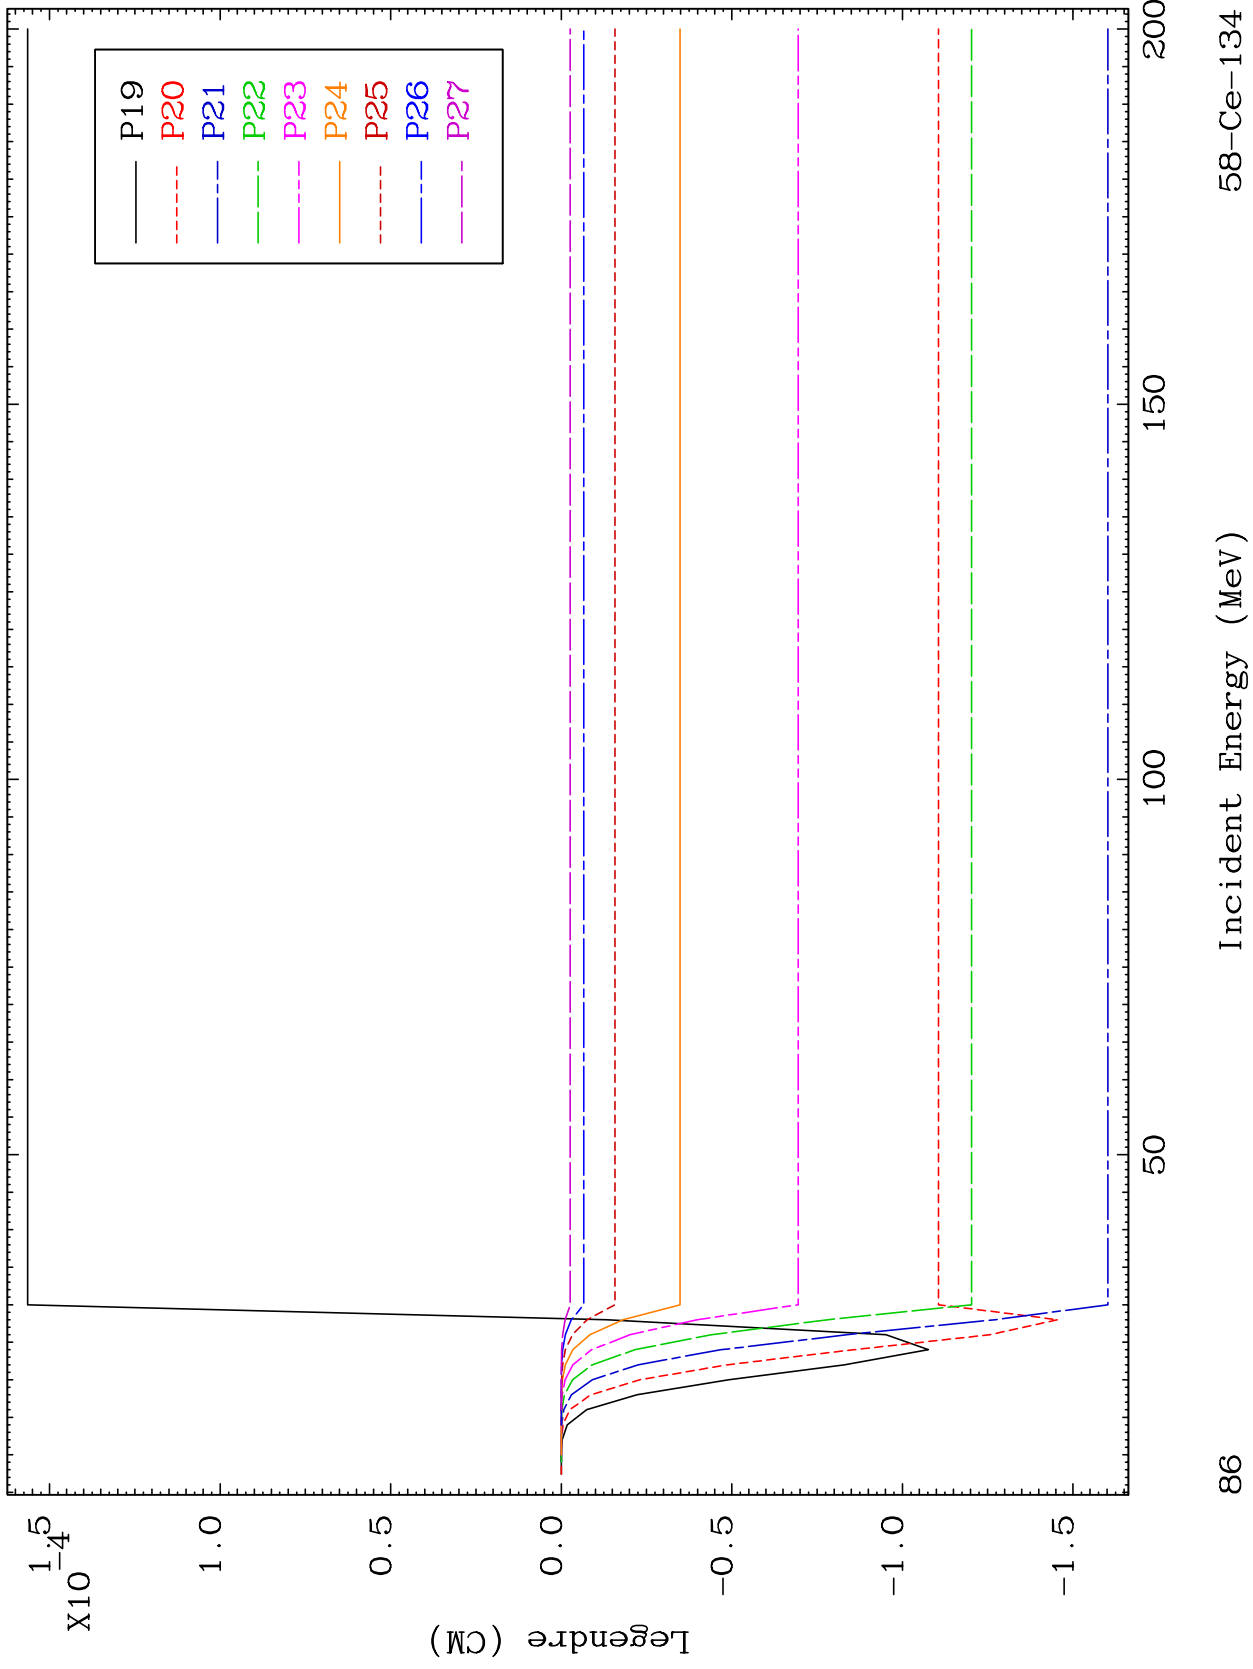 P19
P20
P21
P22
P23
P24
P25
P26
P27
X10
-4
1.5
1.0
0.5
0.0
-0.5
-1.0
-1.5
Legendre (CM)
50
100
150
200
Incident Energy (MeV)
86
58-Ce-134